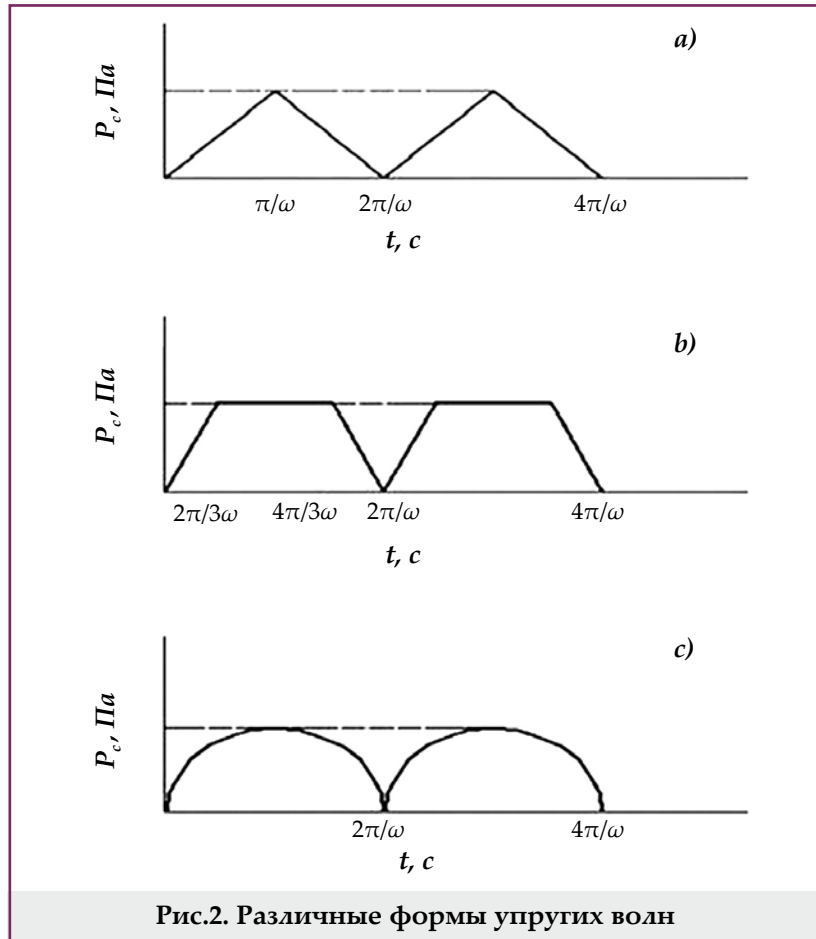 a)
P_c, Па
π/ω 2π/ω 4π/ω
t, с
b)
P_c, Па
2π/3ω 4π/3ω 2π/ω 4π/ω
t, с
c)
P_c, Па
2π/ω 4π/ω
t, с
Рис.2. Различные формы упругих волн